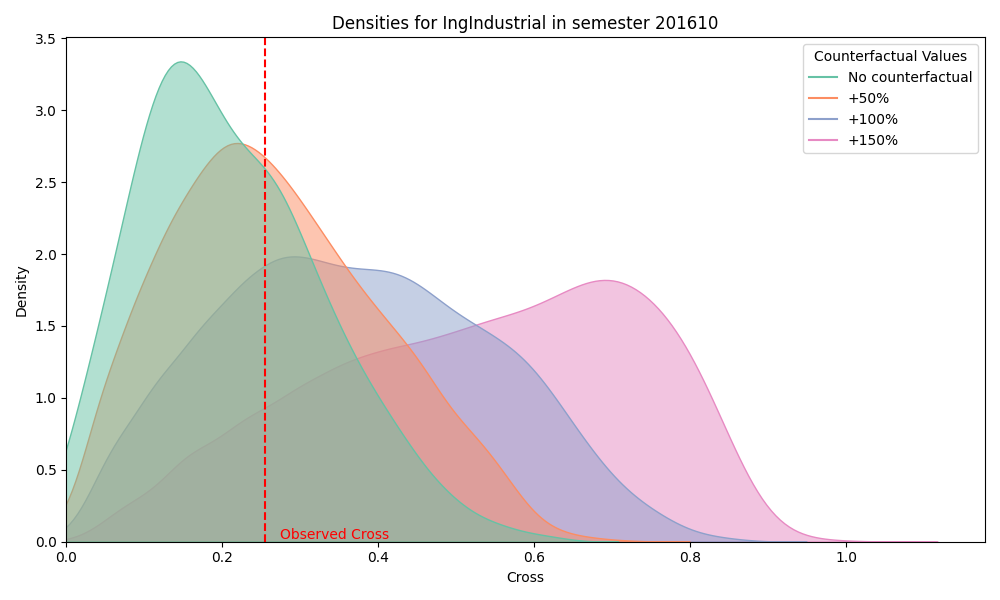 Densities for IngIndustrial in semester 201610
Counterfactual Values
No counterfactual
+50%
+100%
+150%
Density
3.5
3.0
2.5
2.0
1.5
1.0
0.5
0.0
Observed Cross
0.0 0.2 0.4 0.6 0.8 1.0
Cross